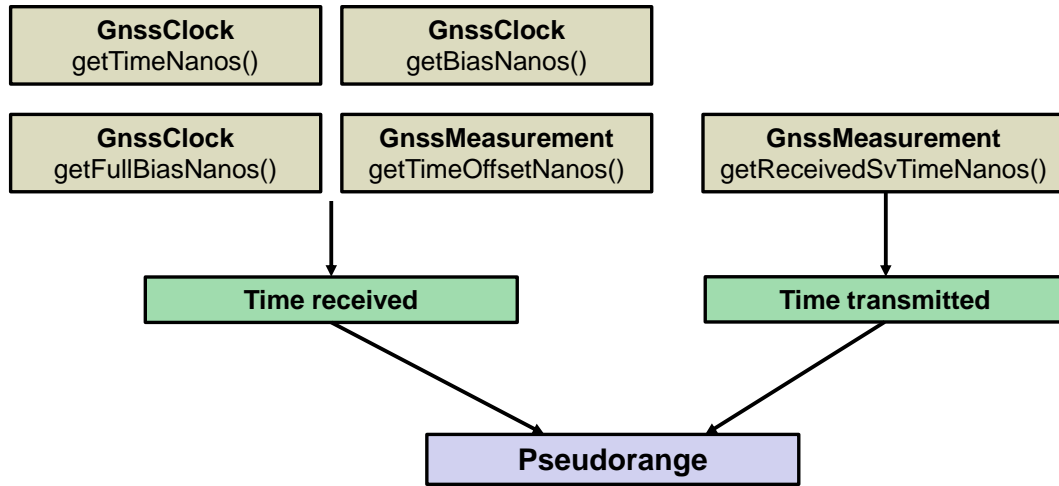 GnssClock
getTimeNanos()
GnssClock
getBiasNanos()
GnssClock
getFullBiasNanos()
GnssMeasurement
getTimeOffsetNanos()
GnssMeasurement
getReceivedSvTimeNanos()
Time received
Time transmitted
Pseudorange